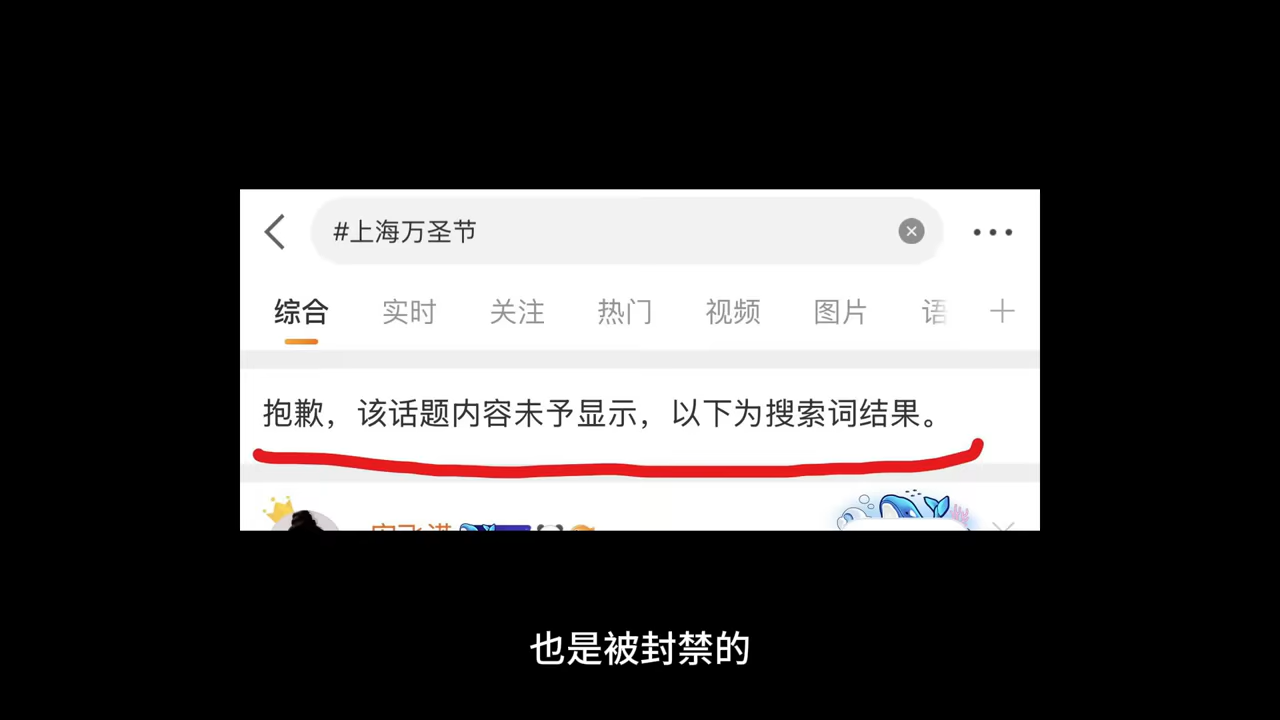 #上海万圣节
综合 实时 关注 热门 视频 图片 语
抱歉，该话题内容未予显示，以下为搜索词结果。
也是被封禁的